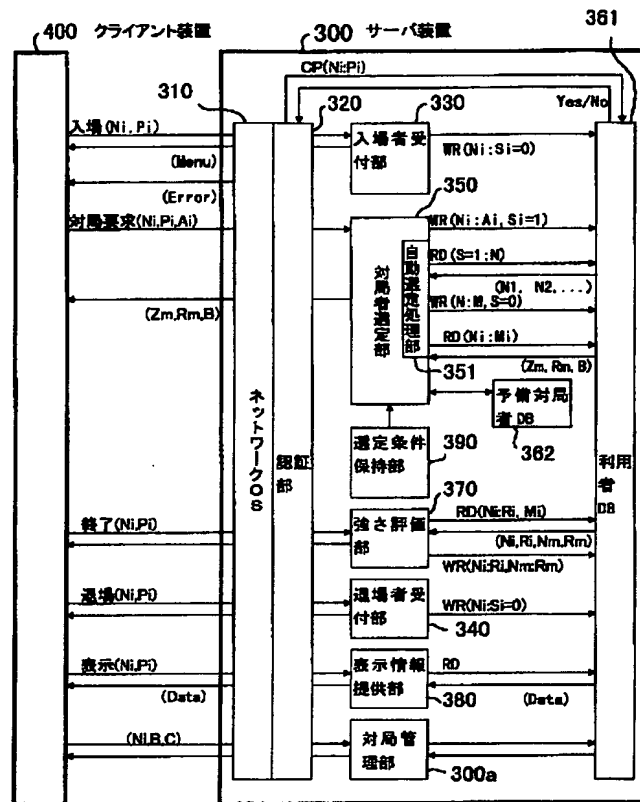 400 クライアント装置
300 サーバ装置
361
CP(Ni:Pi)
310
320
330
Yes/No
入場(Ni,Pi)
入場者受付部
WR(Ni:Si=0)
(Menu)
(Error)
350
対局要求(Ni,Pi,Ai)
WR(Ni:Ai,Si=1)
対局者選定部
自動選定処理部
RD(S=1:N)
(N1, N2,....)
WR(N:M,S=0)
(Zm,Rm,B)
RD(Ni:Mi)
351
(Zm,Rm,B)
予備対局者DB
362
ネットワークOS
認証部
選定条件保持部
390
利用者DB
370
終了(Ni,Pi)
強さ評価部
RD(Ni:Ri, Mi)
(Ni,Ri,Nm,Rm)
WR(Ni:Ri,Nm:Rm)
退場(Ni,Pi)
退場者受付部
WR(Ni:Si=0)
340
表示(Ni,Pi)
表示情報提供部
RD
(Data)
380
(Data)
(Ni,B,C)
対局管理部
300a